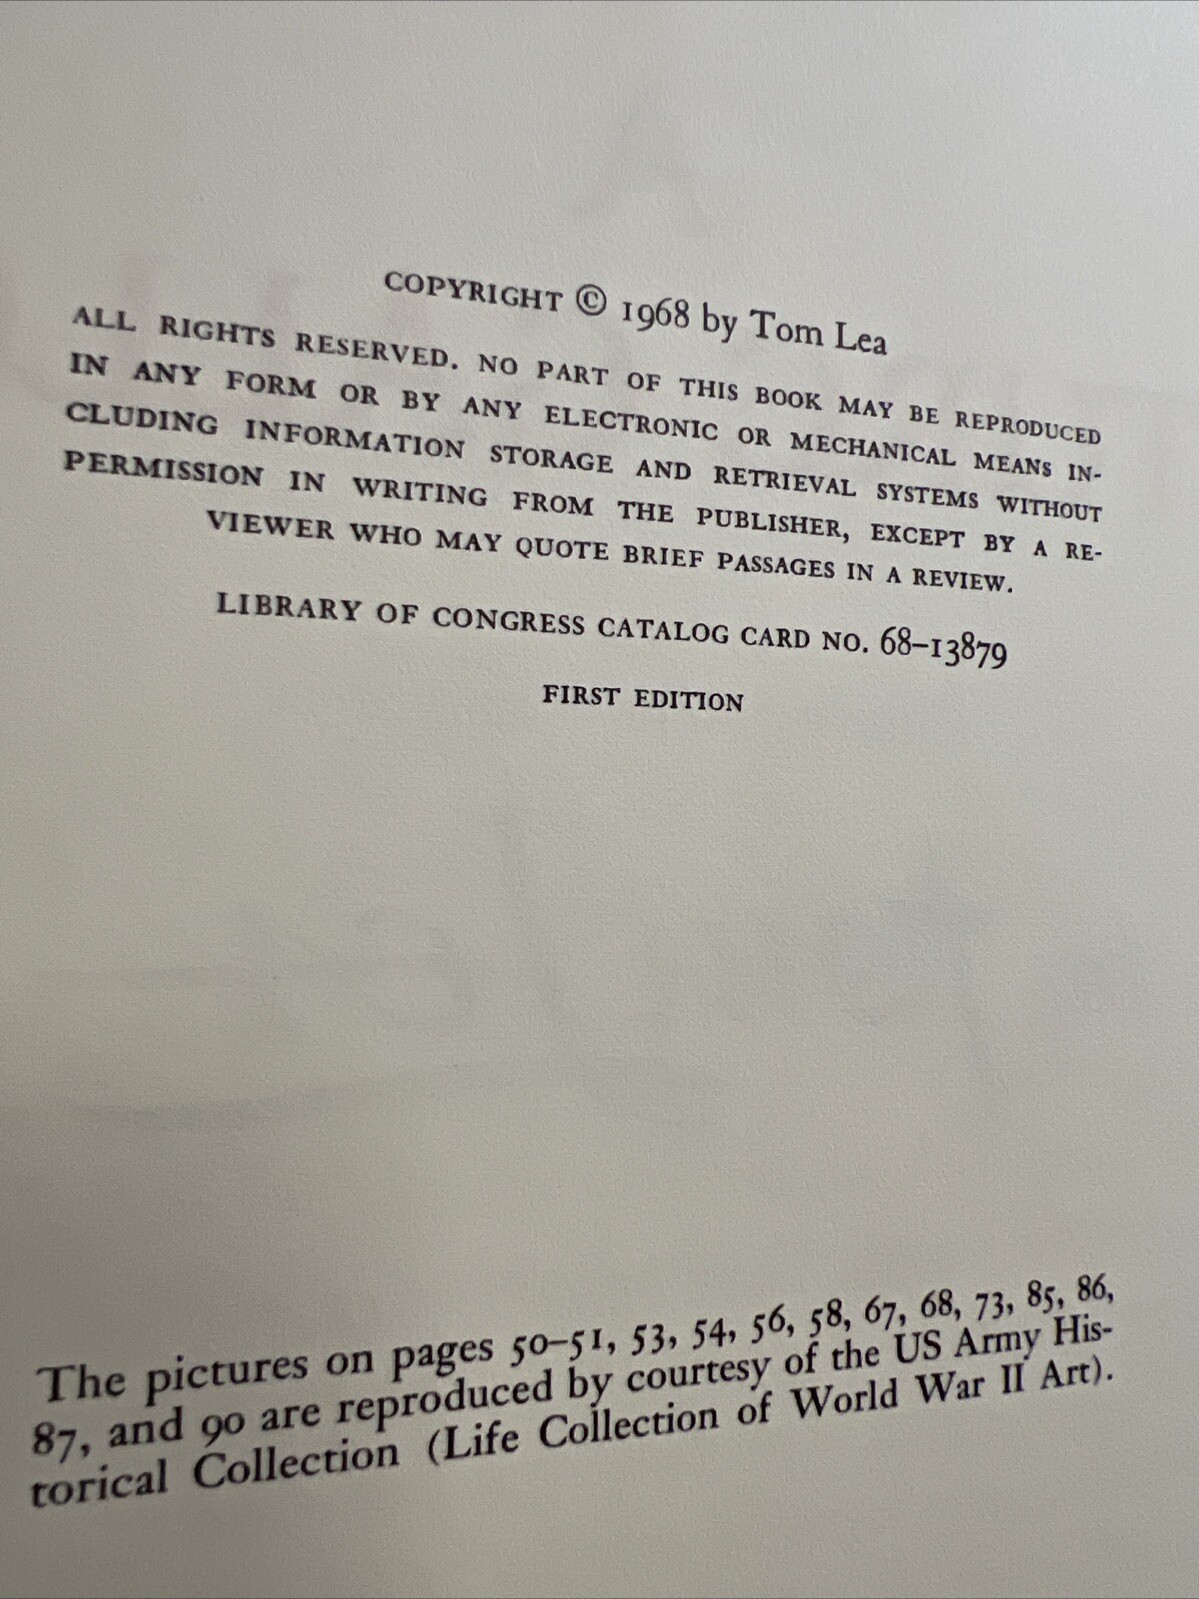 COPYRIGHT © 1968 by Tom Lea
ALL RIGHTS RESERVED. NO PART OF THIS BOOK MAY BE REPRODUCED
IN ANY FORM OR BY ANY ELECTRONIC OR MECHANICAL MEANS IN-
CLUDING INFORMATION STORAGE AND RETRIEVAL SYSTEMS WITHOUT
PERMISSION IN WRITING FROM THE PUBLISHER, EXCEPT BY A RE-
VIEWER WHO MAY QUOTE BRIEF PASSAGES IN A REVIEW.
LIBRARY OF CONGRESS CATALOG CARD NO. 68–13879
FIRST EDITION
The pictures on pages 50–51, 53, 54, 56, 58, 67, 68, 73, 85, 86,
87, and 90 are reproduced by courtesy of the US Army His-
torical Collection (Life Collection of World War II Art).